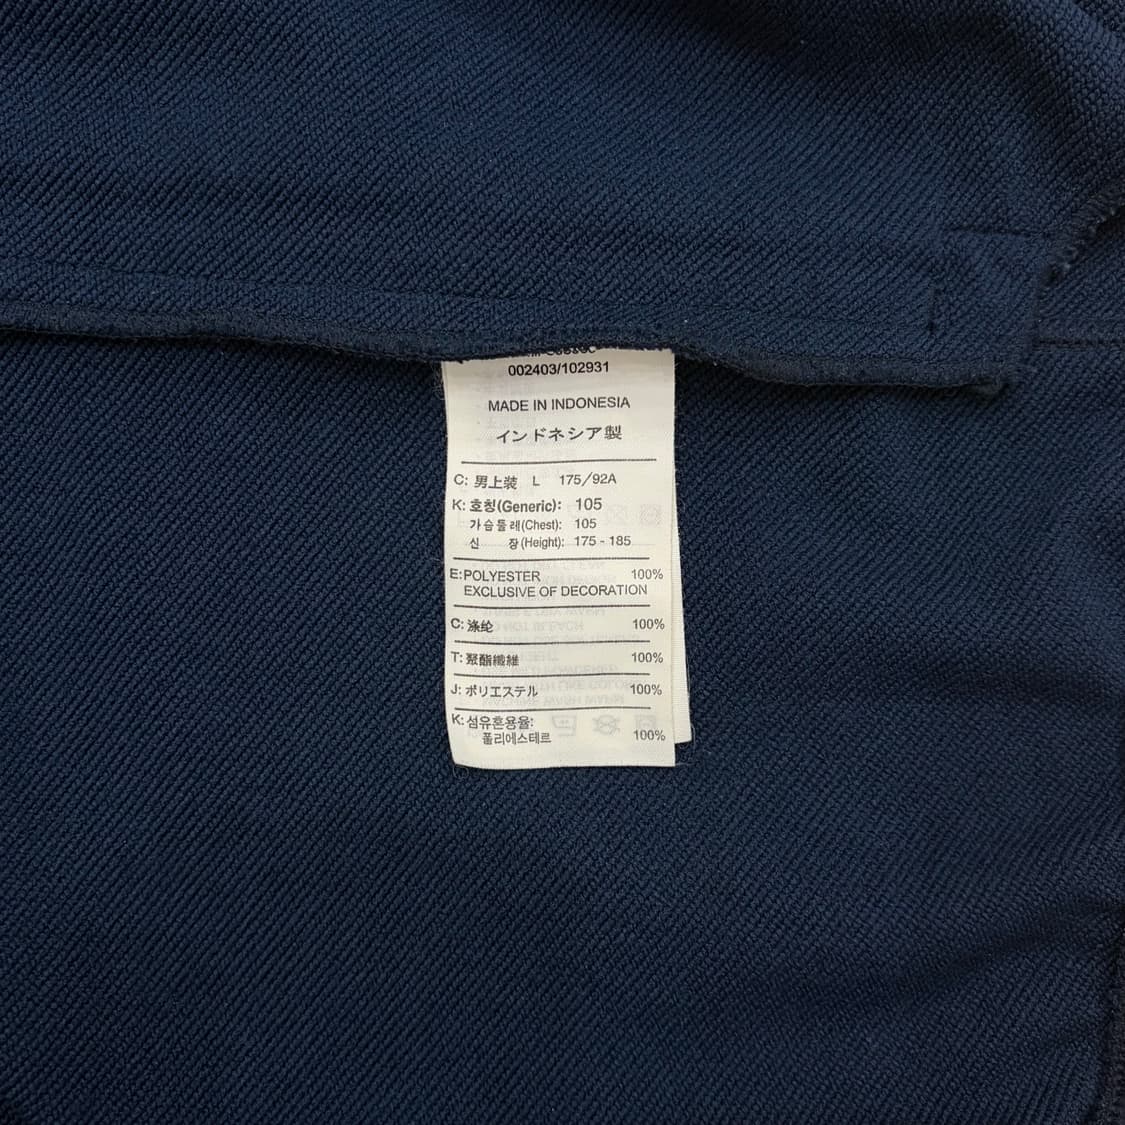 002403/102931
MADE IN INDONESIA
インドネシア製
C: 男上裝 L 175/92A
K: 호칭(Generic): 105
가슴둘레(Chest): 105
신 장(Height): 175 - 185
E: POLYESTER 100%
EXCLUSIVE OF DECORATION
C: 涤纶 100%
T: 聚酯纖維 100%
J: ポリエステル 100%
K: 섬유혼용율:
폴리에스테르 100%